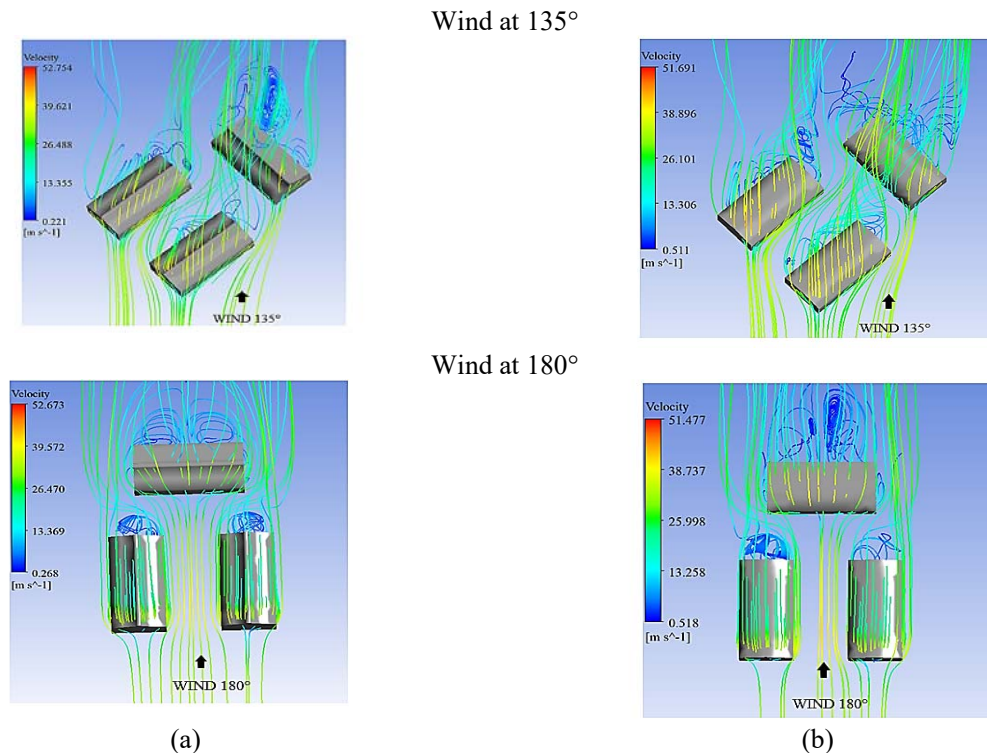 Wind at 135°
Velocity
52.754
39.621
26.488
13.355
0.221
[m s^-1]
WIND 135°
Velocity
51.691
38.896
26.101
13.306
0.511
[m s^-1]
WIND 135°
Wind at 180°
Velocity
52.673
39.572
26.470
13.369
0.268
[m s^-1]
WIND 180°
Velocity
51.477
38.737
25.998
13.258
0.518
[m s^-1]
WIND 180°
(a)
(b)